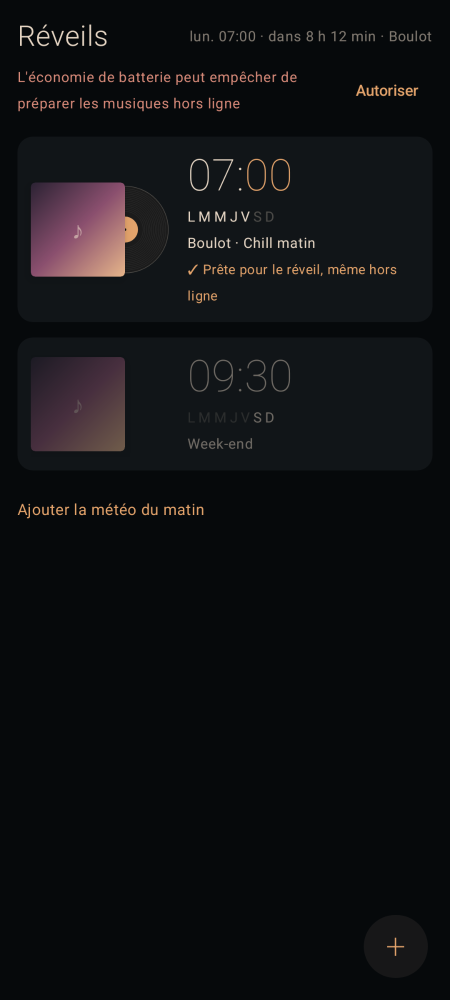 Réveils
lun. 07:00 · dans 8 h 12 min · Boulot
L'économie de batterie peut empêcher de
préparer les musiques hors ligne
Autoriser
07:00
L M M J V S D
Boulot · Chill matin
✓ Prête pour le réveil, même hors
ligne
09:30
L M M J V S D
Week-end
Ajouter la météo du matin